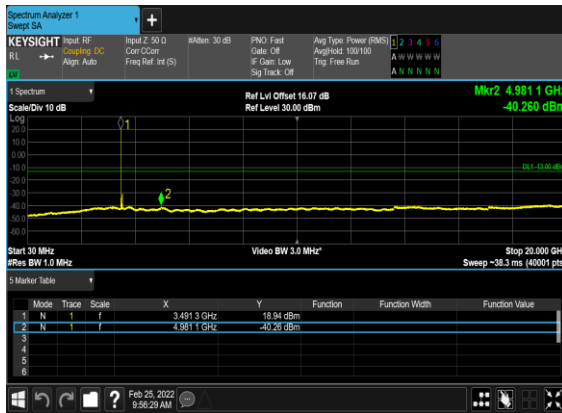 Spectrum Analyzer 1
Swept SA
KEYSIGHT Input: RF Input Z: 50 Ω #Atten: 30 dB PNO: Fast Avg Type: Power (RMS) 1 2 3 4 5 6
RL Coupling: DC Corr CCorr Gate: Off Avg|Hold: 100/100 A W W W W W
Align: Auto Freq Ref: Int (S) IF Gain: Low Trig: Free Run
Sig Track: Off A N N N N N
1 Spectrum Ref Lvl Offset 16.07 dB Mkr2 4.981 1 GHz
Scale/Div 10 dB Ref Level 30.00 dBm -40.260 dBm
Log
20.0
10.0
0.00
-10.0
-20.0
-30.0
-40.0
-50.0
-60.0
1
2
DL1 -13.00 dBm
Start 30 MHz Video BW 3.0 MHz* Stop 20.000 GHz
#Res BW 1.0 MHz Sweep ~38.3 ms (40001 pts)
5 Marker Table
Mode Trace Scale X Y Function Function Width Function Value
1 N 1 f 3.491 3 GHz 18.94 dBm
2 N 1 f 4.981 1 GHz -40.26 dBm
3
4
5
6
Feb 25, 2022
9:56:29 AM